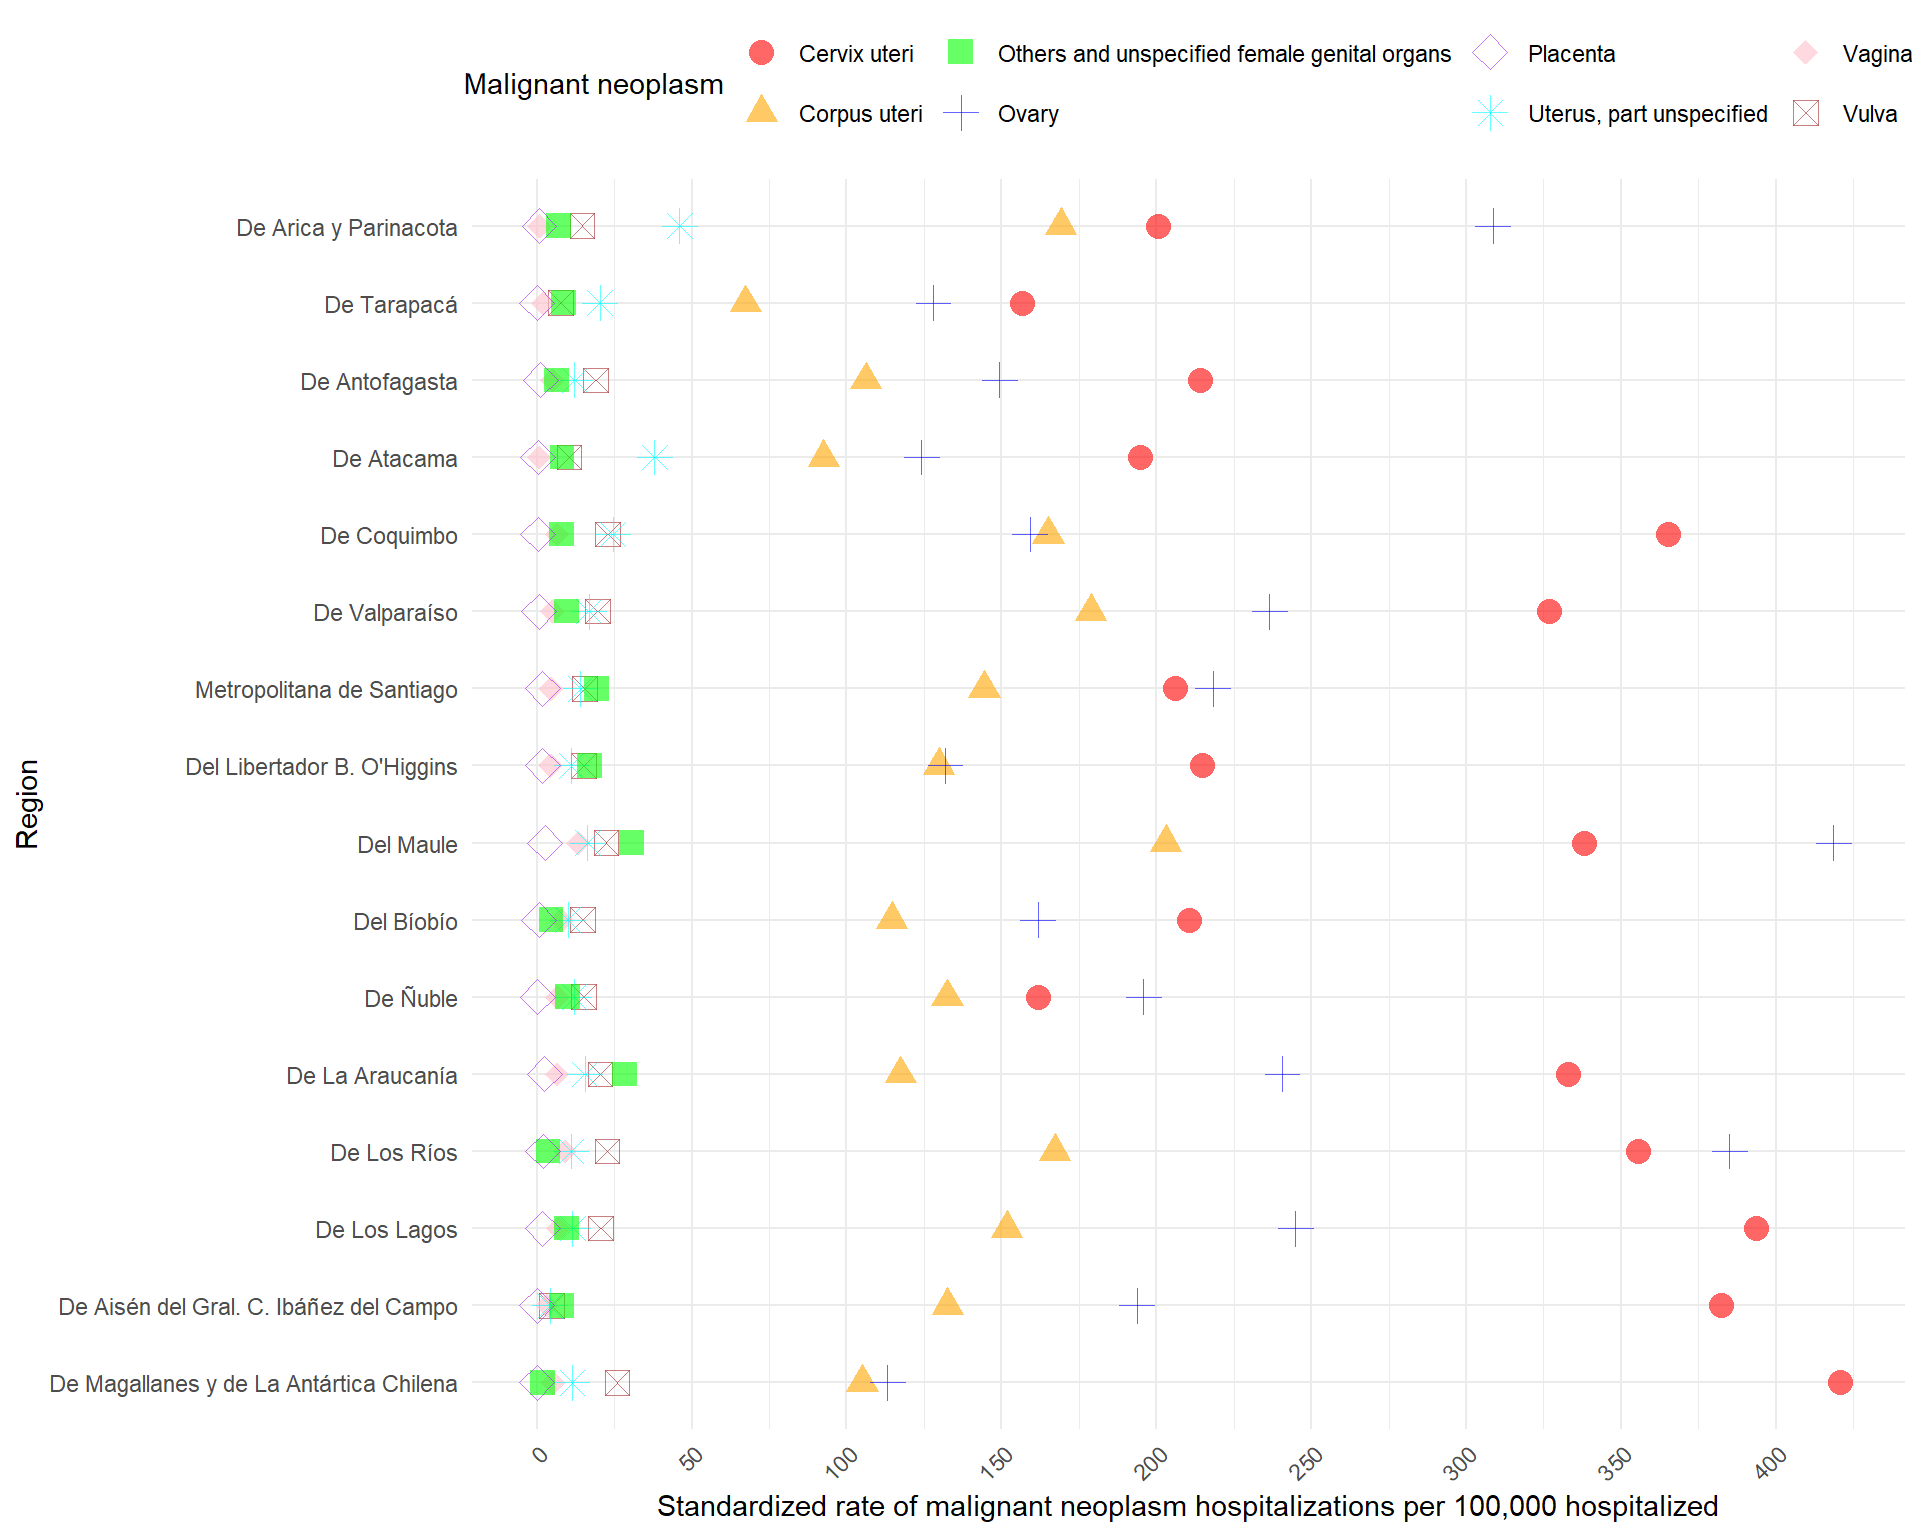 Malignant neoplasm
Cervix uteri
Others and unspecified female genital organs
Placenta
Vagina
Corpus uteri
Ovary
Uterus, part unspecified
Vulva
Region
De Arica y Parinacota
De Tarapacá
De Antofagasta
De Atacama
De Coquimbo
De Valparaíso
Metropolitana de Santiago
Del Libertador B. O'Higgins
Del Maule
Del Bíobío
De Ñuble
De La Araucanía
De Los Ríos
De Los Lagos
De Aisén del Gral. C. Ibáñez del Campo
De Magallanes y de La Antártica Chilena
0 50 100 150 200 250 300 350 400
Standardized rate of malignant neoplasm hospitalizations per 100,000 hospitalized